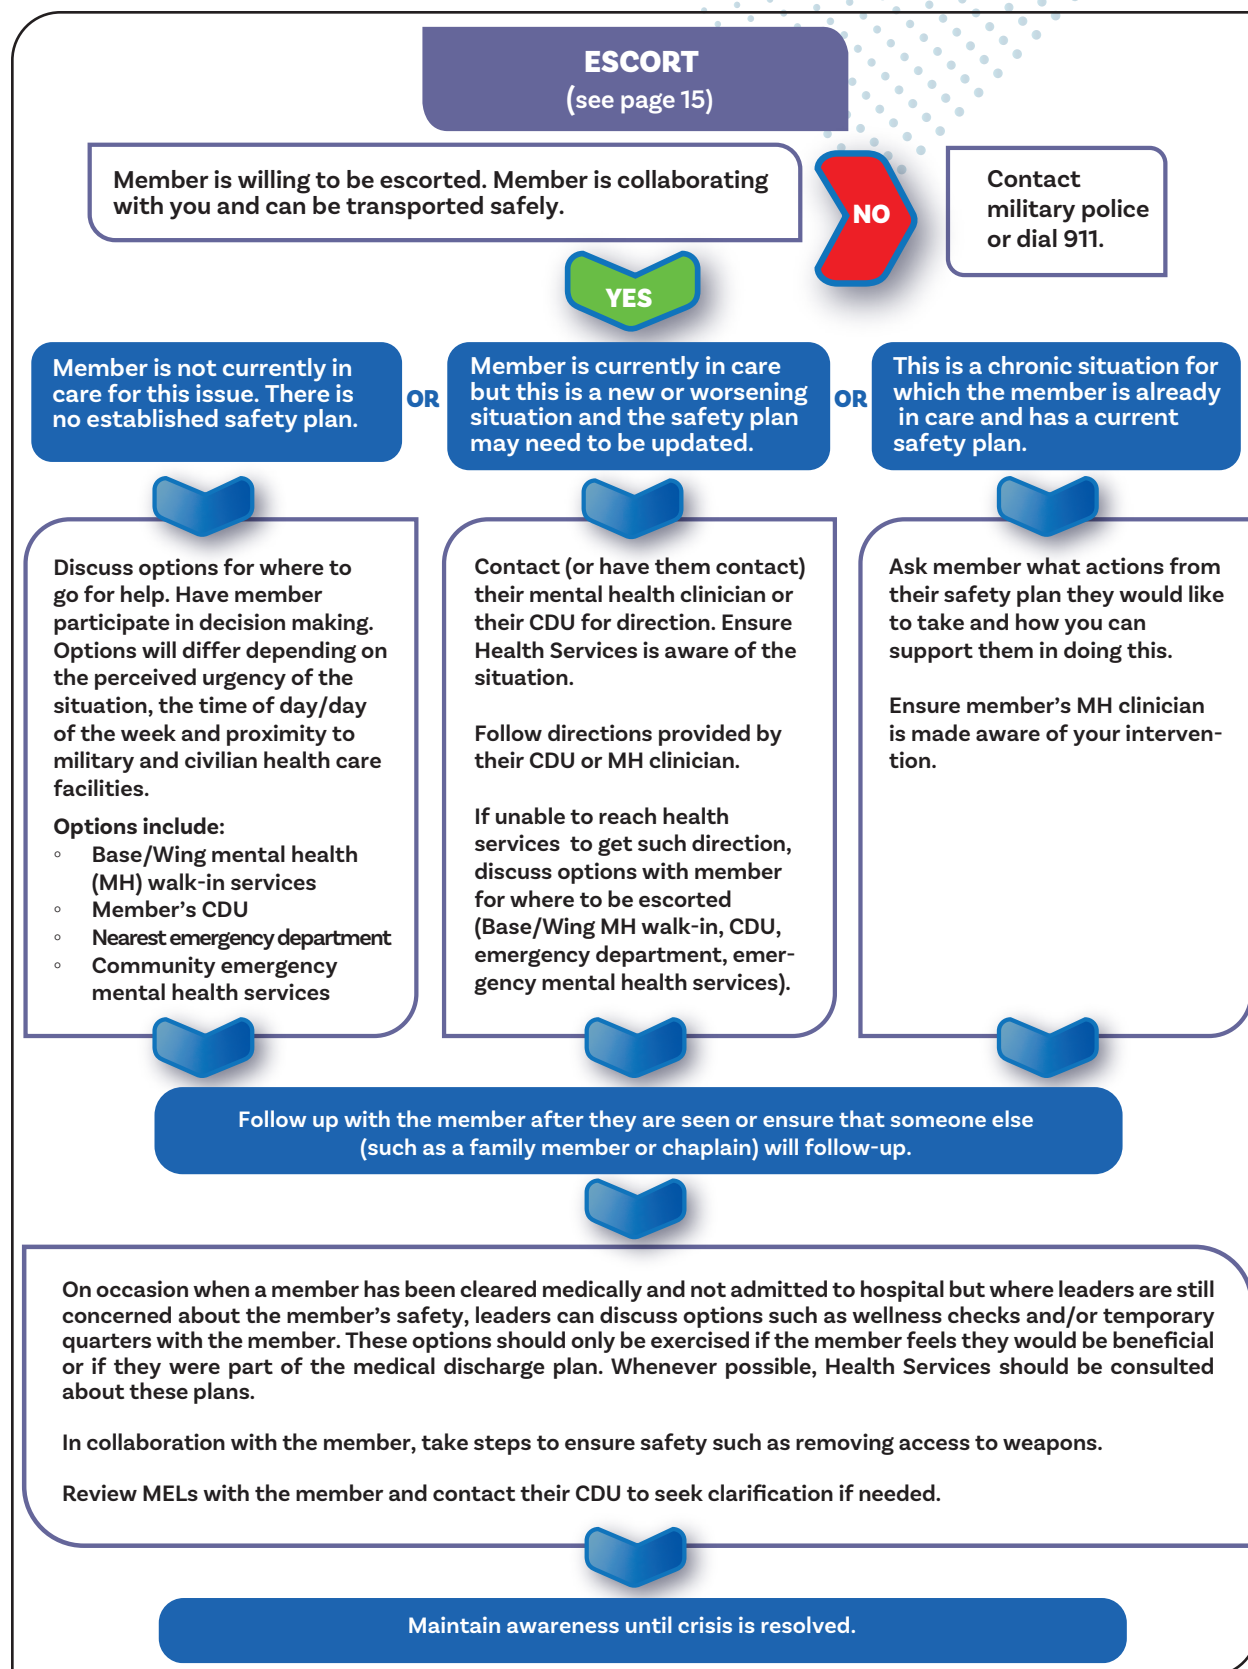 ESCORT
(see page 15)
Member is willing to be escorted. Member is collaborating
with you and can be transported safely.
NO
Contact
military police
or dial 911.
YES
Member is not currently in
care for this issue. There is
no established safety plan.
OR
Member is currently in care
but this is a new or worsening
situation and the safety plan
may need to be updated.
OR
This is a chronic situation for
which the member is already
in care and has a current
safety plan.
Discuss options for where to
go for help. Have member
participate in decision making.
Options will differ depending on
the perceived urgency of the
situation, the time of day/day
of the week and proximity to
military and civilian health care
facilities.
Options include:
◦ Base/Wing mental health
(MH) walk-in services
◦ Member's CDU
◦ Nearest emergency department
◦ Community emergency
mental health services
Contact (or have them contact)
their mental health clinician or
their CDU for direction. Ensure
Health Services is aware of the
situation.
Follow directions provided by
their CDU or MH clinician.
If unable to reach health
services to get such direction,
discuss options with member
for where to be escorted
(Base/Wing MH walk-in, CDU,
emergency department, emer-
gency mental health services).
Ask member what actions from
their safety plan they would like
to take and how you can
support them in doing this.
Ensure member's MH clinician
is made aware of your interven-
tion.
Follow up with the member after they are seen or ensure that someone else
(such as a family member or chaplain) will follow-up.
On occasion when a member has been cleared medically and not admitted to hospital but where leaders are still
concerned about the member's safety, leaders can discuss options such as wellness checks and/or temporary
quarters with the member. These options should only be exercised if the member feels they would be beneficial
or if they were part of the medical discharge plan. Whenever possible, Health Services should be consulted
about these plans.
In collaboration with the member, take steps to ensure safety such as removing access to weapons.
Review MELs with the member and contact their CDU to seek clarification if needed.
Maintain awareness until crisis is resolved.